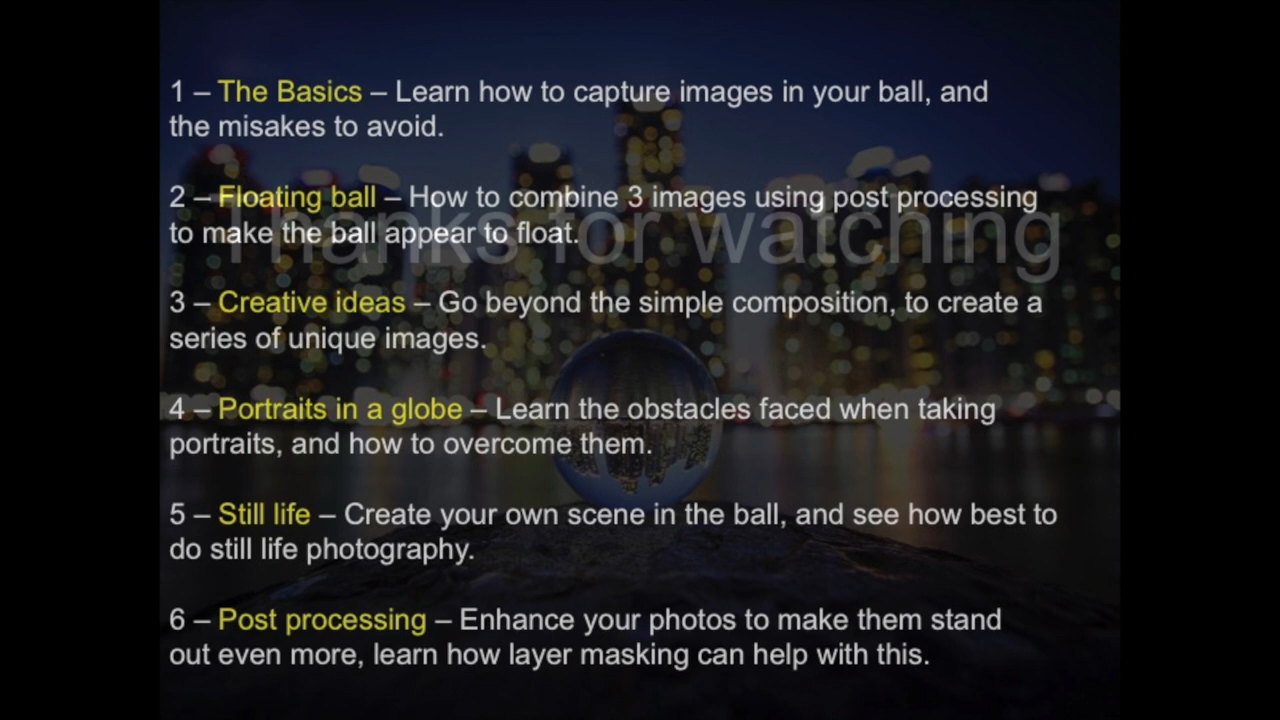 1 – The Basics – Learn how to capture images in your ball, and
the misakes to avoid.
2 – Floating ball – How to combine 3 images using post processing
to make the ball appear to float.
Thanks for watching
3 – Creative ideas – Go beyond the simple composition, to create a
series of unique images.
4 – Portraits in a globe – Learn the obstacles faced when taking
portraits, and how to overcome them.
5 – Still life – Create your own scene in the ball, and see how best to
do still life photography.
6 – Post processing – Enhance your photos to make them stand
out even more, learn how layer masking can help with this.